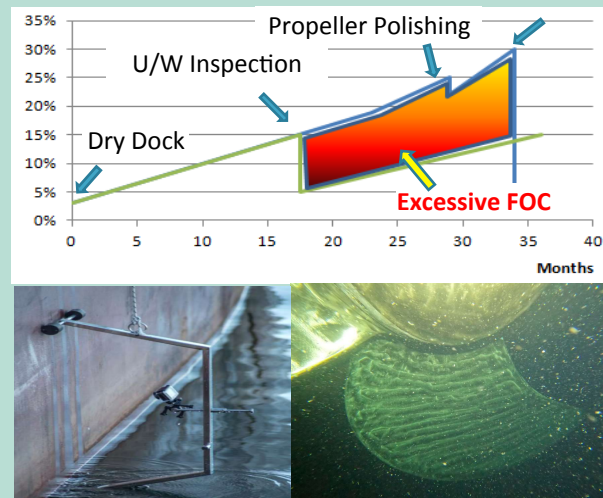 35%
30%
25%
20%
15%
10%
5%
0%
Propeller Polishing
U/W Inspection
Dry Dock
Excessive FOC
0 5 10 15 20 25 30 35 40
Months